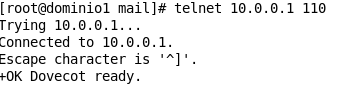 [root@dominio1 mail]# telnet 10.0.0.1 110
Trying 10.0.0.1...
Connected to 10.0.0.1.
Escape character is '^]'.
+OK Dovecot ready.